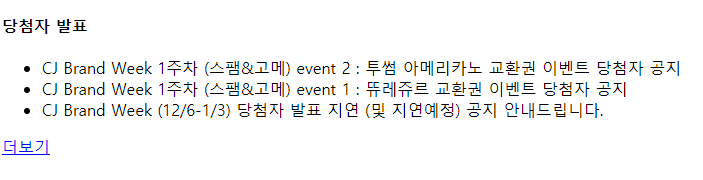 당첨자 발표
CJ Brand Week 1주차 (스팸&고메) event 2 : 투썸 아메리카노 교환권 이벤트 당첨자 공지
CJ Brand Week 1주차 (스팸&고메) event 1 : 뚜레쥬르 교환권 이벤트 당첨자 공지
CJ Brand Week (12/6-1/3) 당첨자 발표 지연 (및 지연예정) 공지 안내드립니다.
더보기